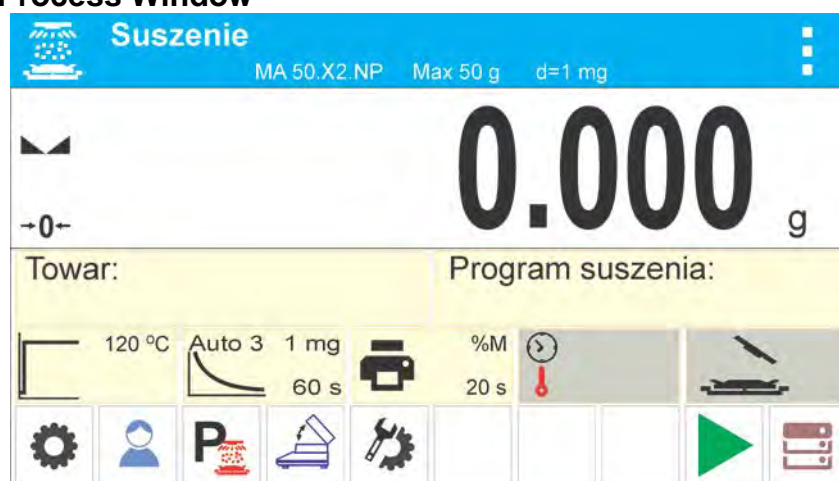 Process Window
Suszenie
MA 50.X2.NP Max 50 g d=1 mg
0.000 g
→0←
Towar: Program suszenia:
120 ºC Auto 3 1 mg %M
60 s 20 s
P